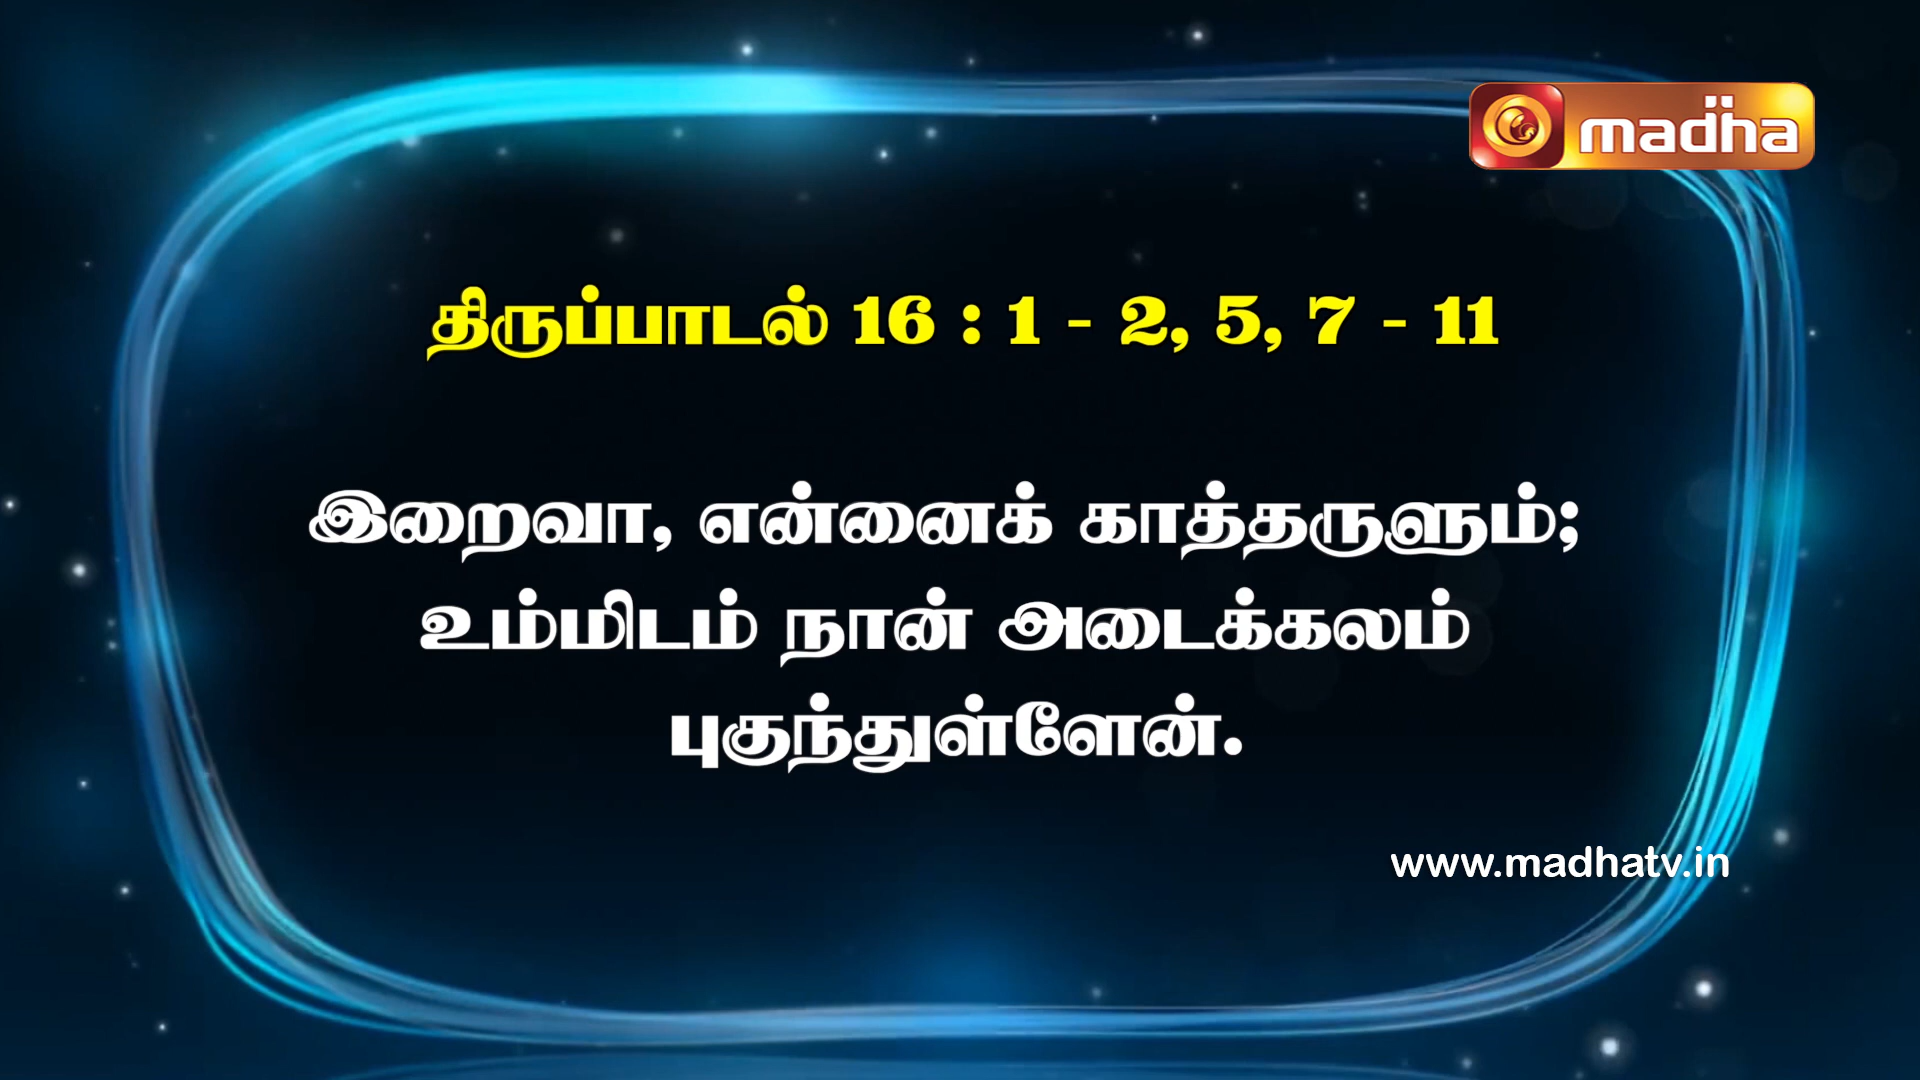 madha
திருப்பாடல் 16 : 1 - 2, 5, 7 - 11
இறைவா, என்னைக் காத்தருளும்;
உம்மிடம் நான் அடைக்கலம்
புகுந்துள்ளேன்.
www.madhatv.in